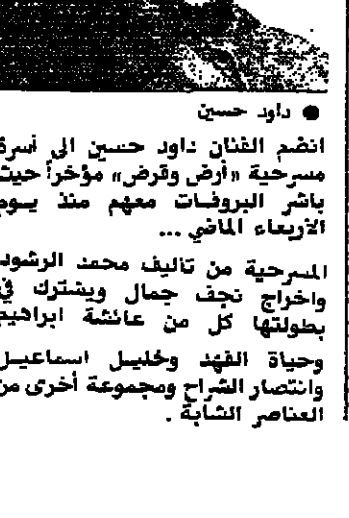 ● داود حسين
انضم الفنان داود حسين الى أسرة
مسرحية «أرض وقرض» مؤخراً حيث
باشر البروفات معهم منذ يوم
الأربعاء الماضي ...
المسرحية من تأليف محمد الرشود
واخراج نجف جمال ويشترك في
بطولتها كل من عائشة ابراهيم
وحياة الفهد وخليل اسماعيل
وانتصار الشراح ومجموعة أخرى من
العناصر الشابة .